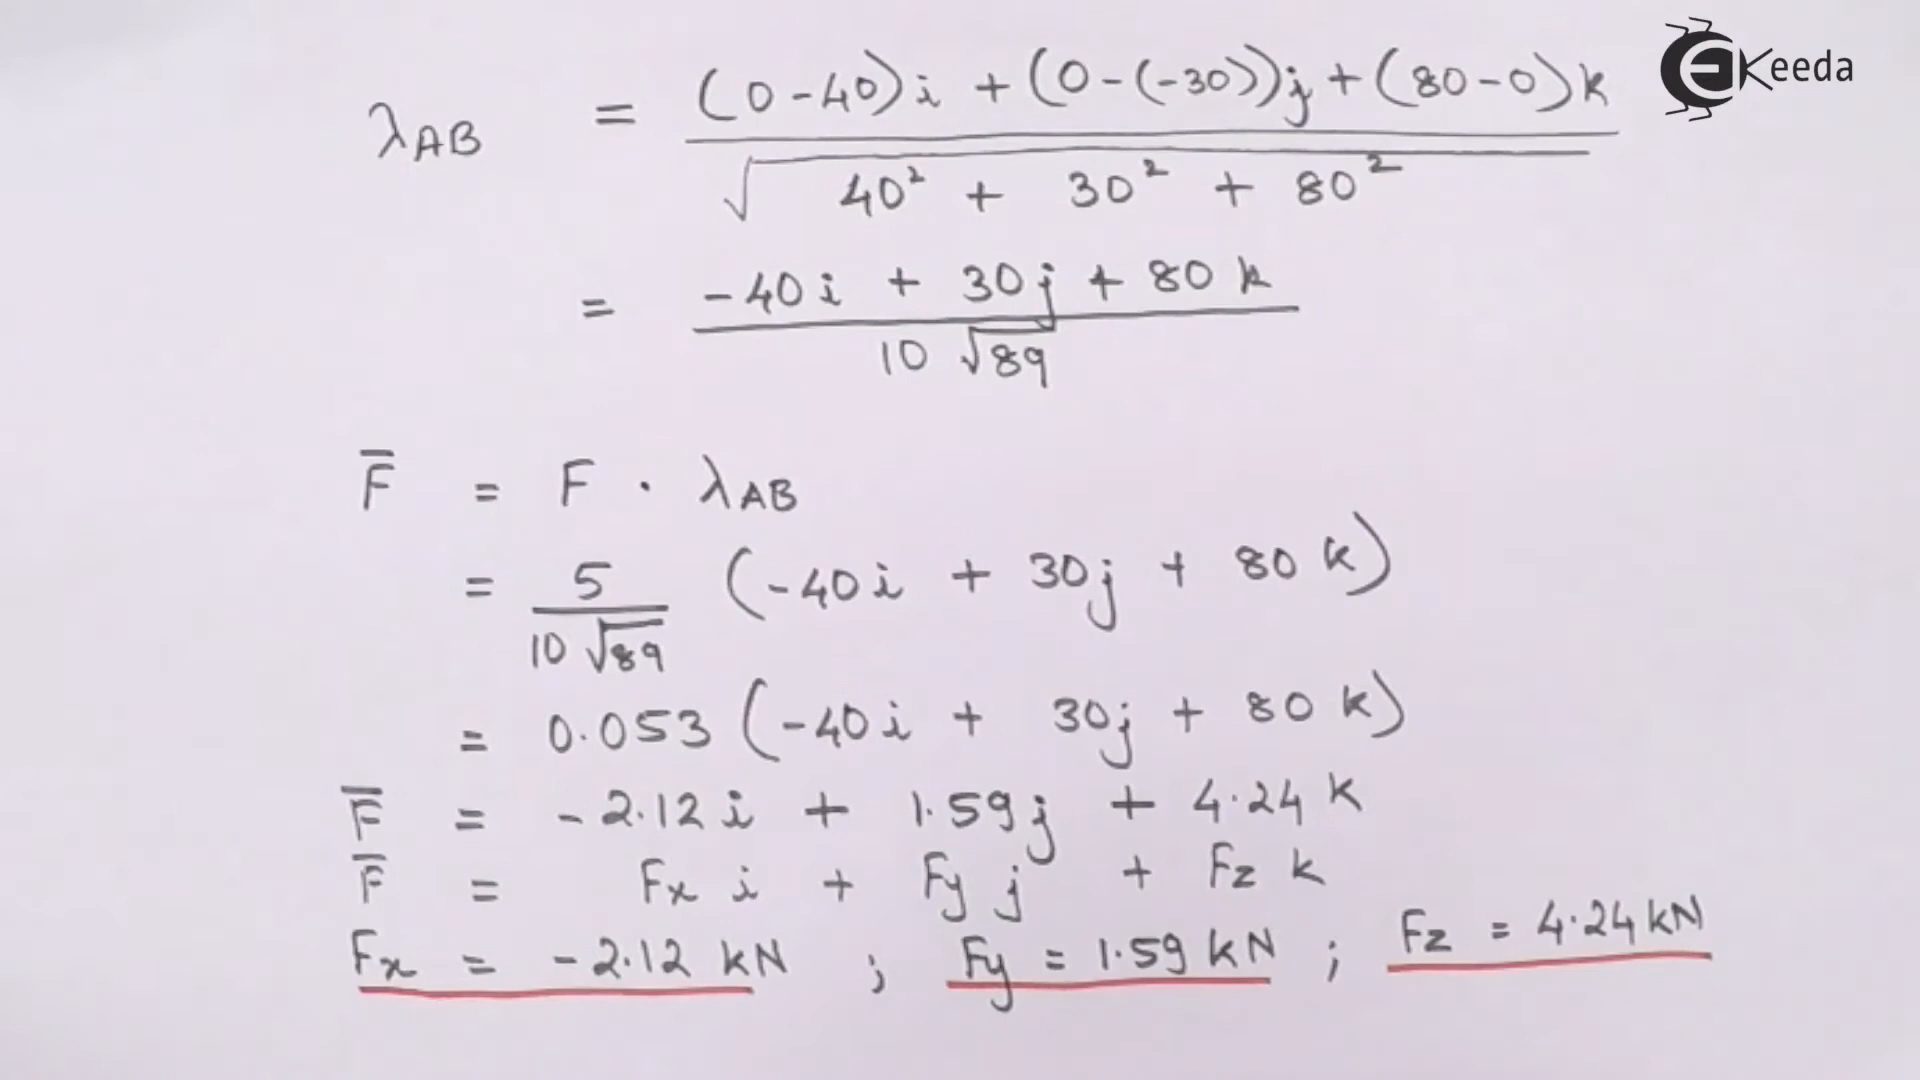 EKeeda
λAB = (0-40)i + (0-(-30))j + (80-0)k
√ 40² + 30² + 80²
= -40i + 30j + 80k
10 √89
F̅ = F · λAB
= 5 (-40i + 30j + 80k)
10 √89
= 0.053 (-40i + 30j + 80k)
F̅ = -2.12i + 1.59j + 4.24k
F̅ = Fx i + Fy j + Fz k
Fx = -2.12 kN ; Fy = 1.59 kN ; Fz = 4.24 kN